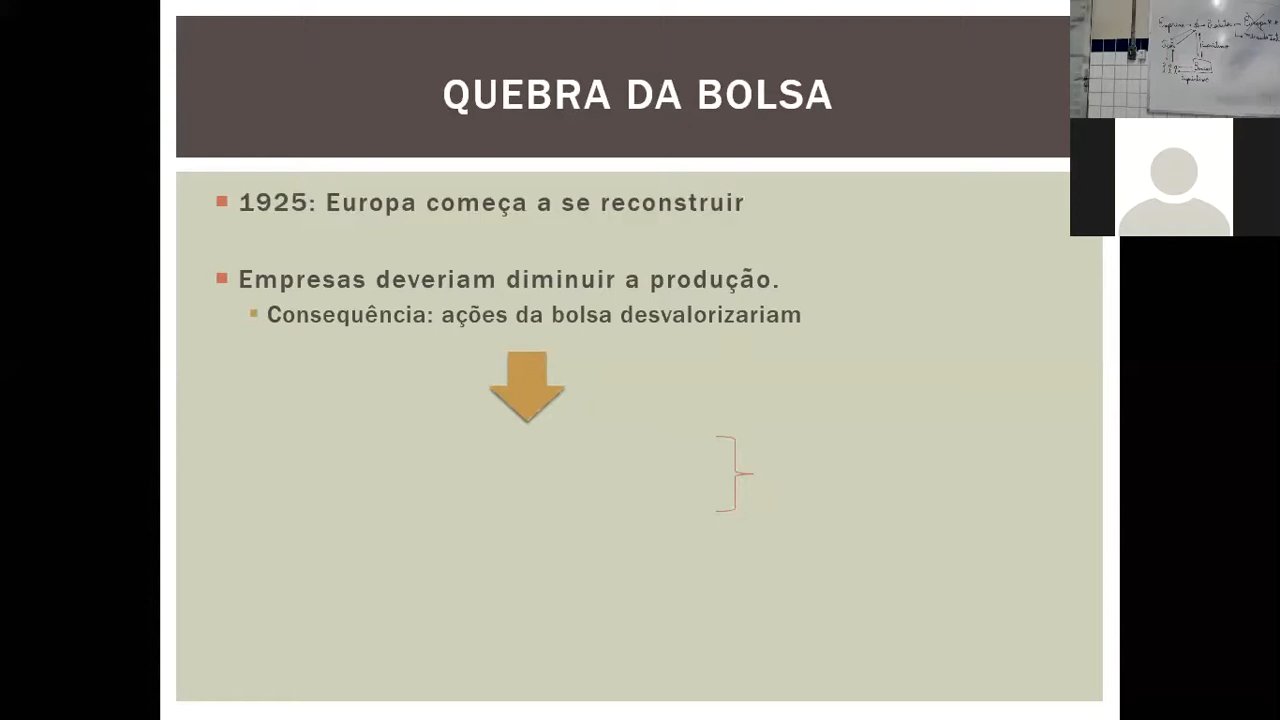 QUEBRA DA BOLSA
1925: Europa começa a se reconstruir
Empresas deveriam diminuir a produção.
Consequência: ações da bolsa desvalorizariam